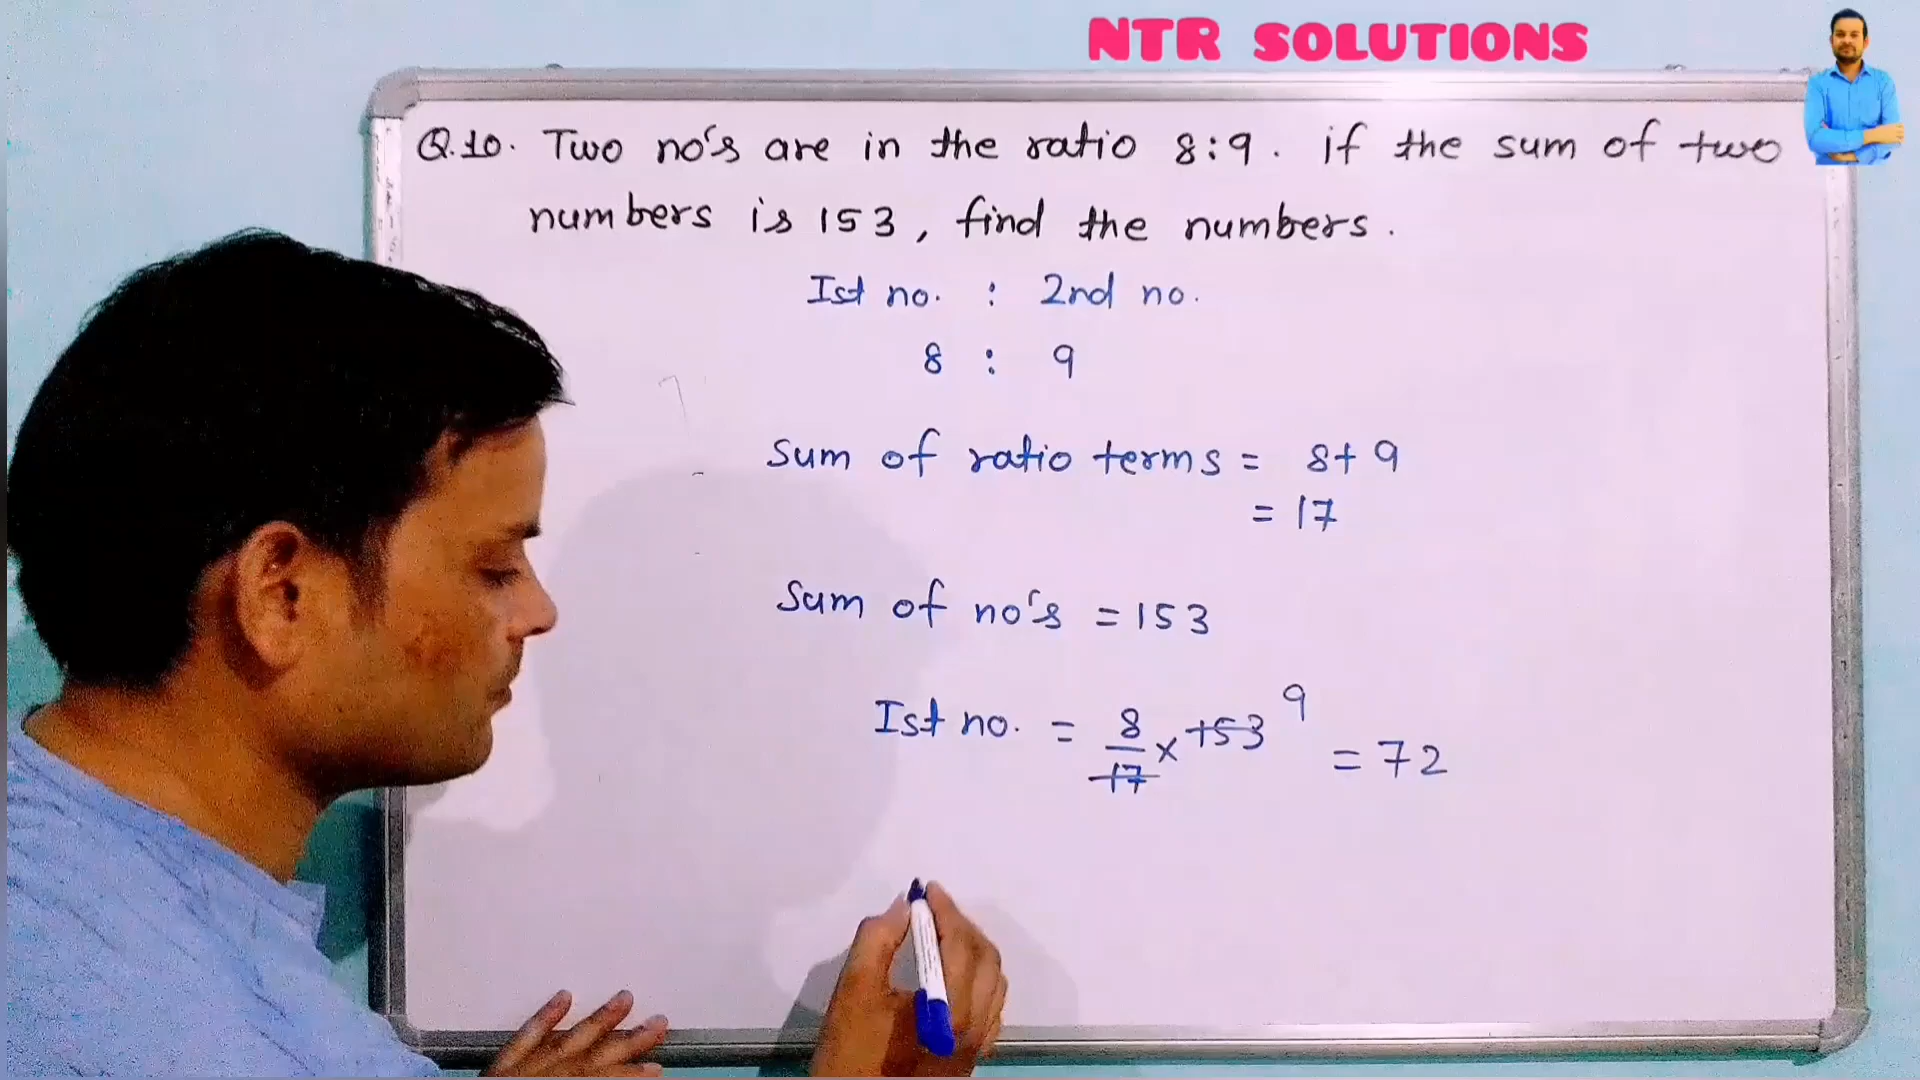 NTR SOLUTIONS
Q.10. Two no's are in the ratio 8:9. if the sum of two
numbers is 153, find the numbers.
Ist no. : 2nd no.
8 : 9
Sum of ratio terms = 8+9
= 17
Sum of no's = 153
Ist no. = 8/17 × 153 9 = 72